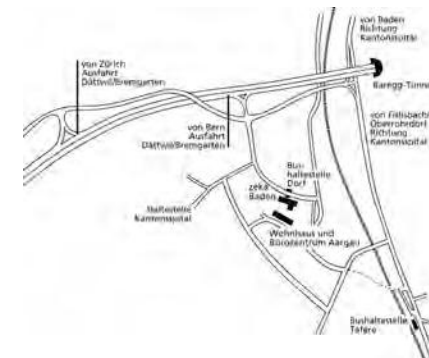 von Baden
Richtung
Kantonsspital
von Zürich
Ausfahrt
Dättwil/Bremgarten
Baregg-Tunnel
von Bern
Ausfahrt
Dättwil/Bremgarten
von Fislisbach
Oberrohrdorf
Richtung
Kantonsspital
Bus-
haltestelle
Dorf
zeka
Baden
Haltestelle
Kantonsspital
Wohnhaus und
Bürozentrum Aargau
Bushaltestelle
Täfere